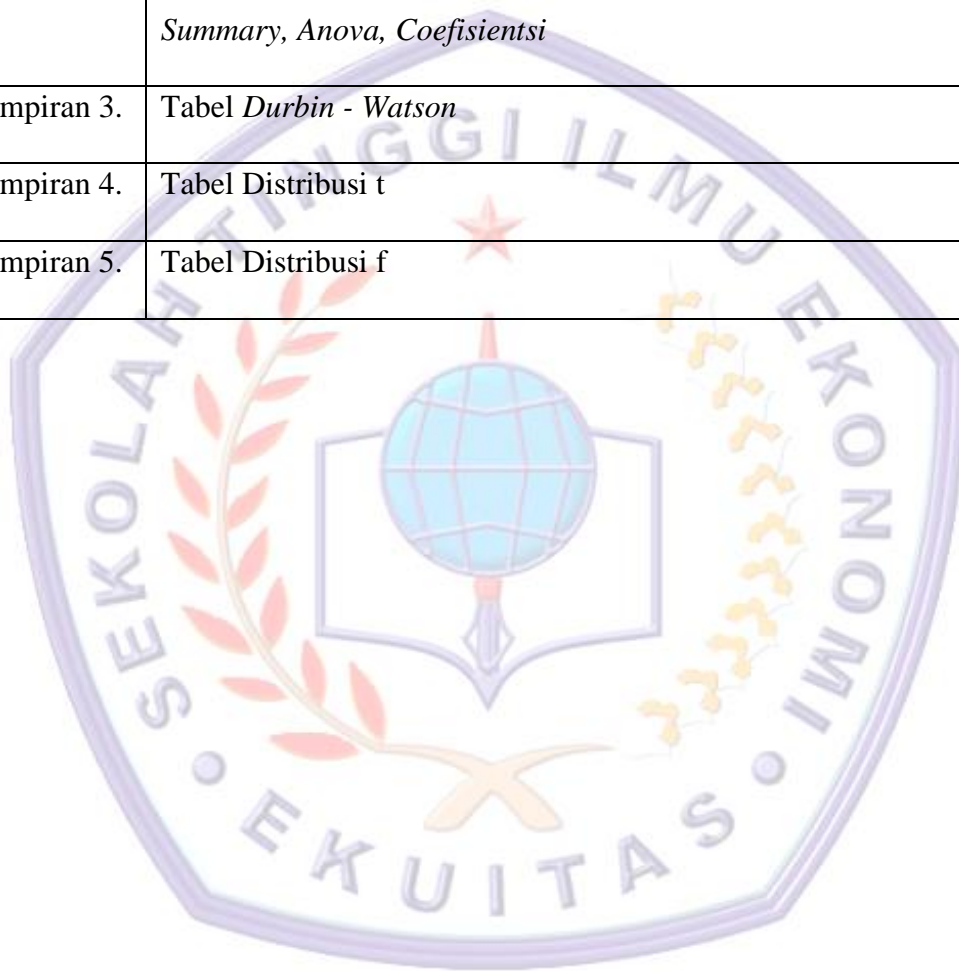 Summary, Anova, Coefisientsi
mpiran 3. Tabel Durbin - Watson
mpiran 4. Tabel Distribusi t
mpiran 5. Tabel Distribusi f
SEKOLAH TINGGI ILMU EKONOMI
• EKUITAS •